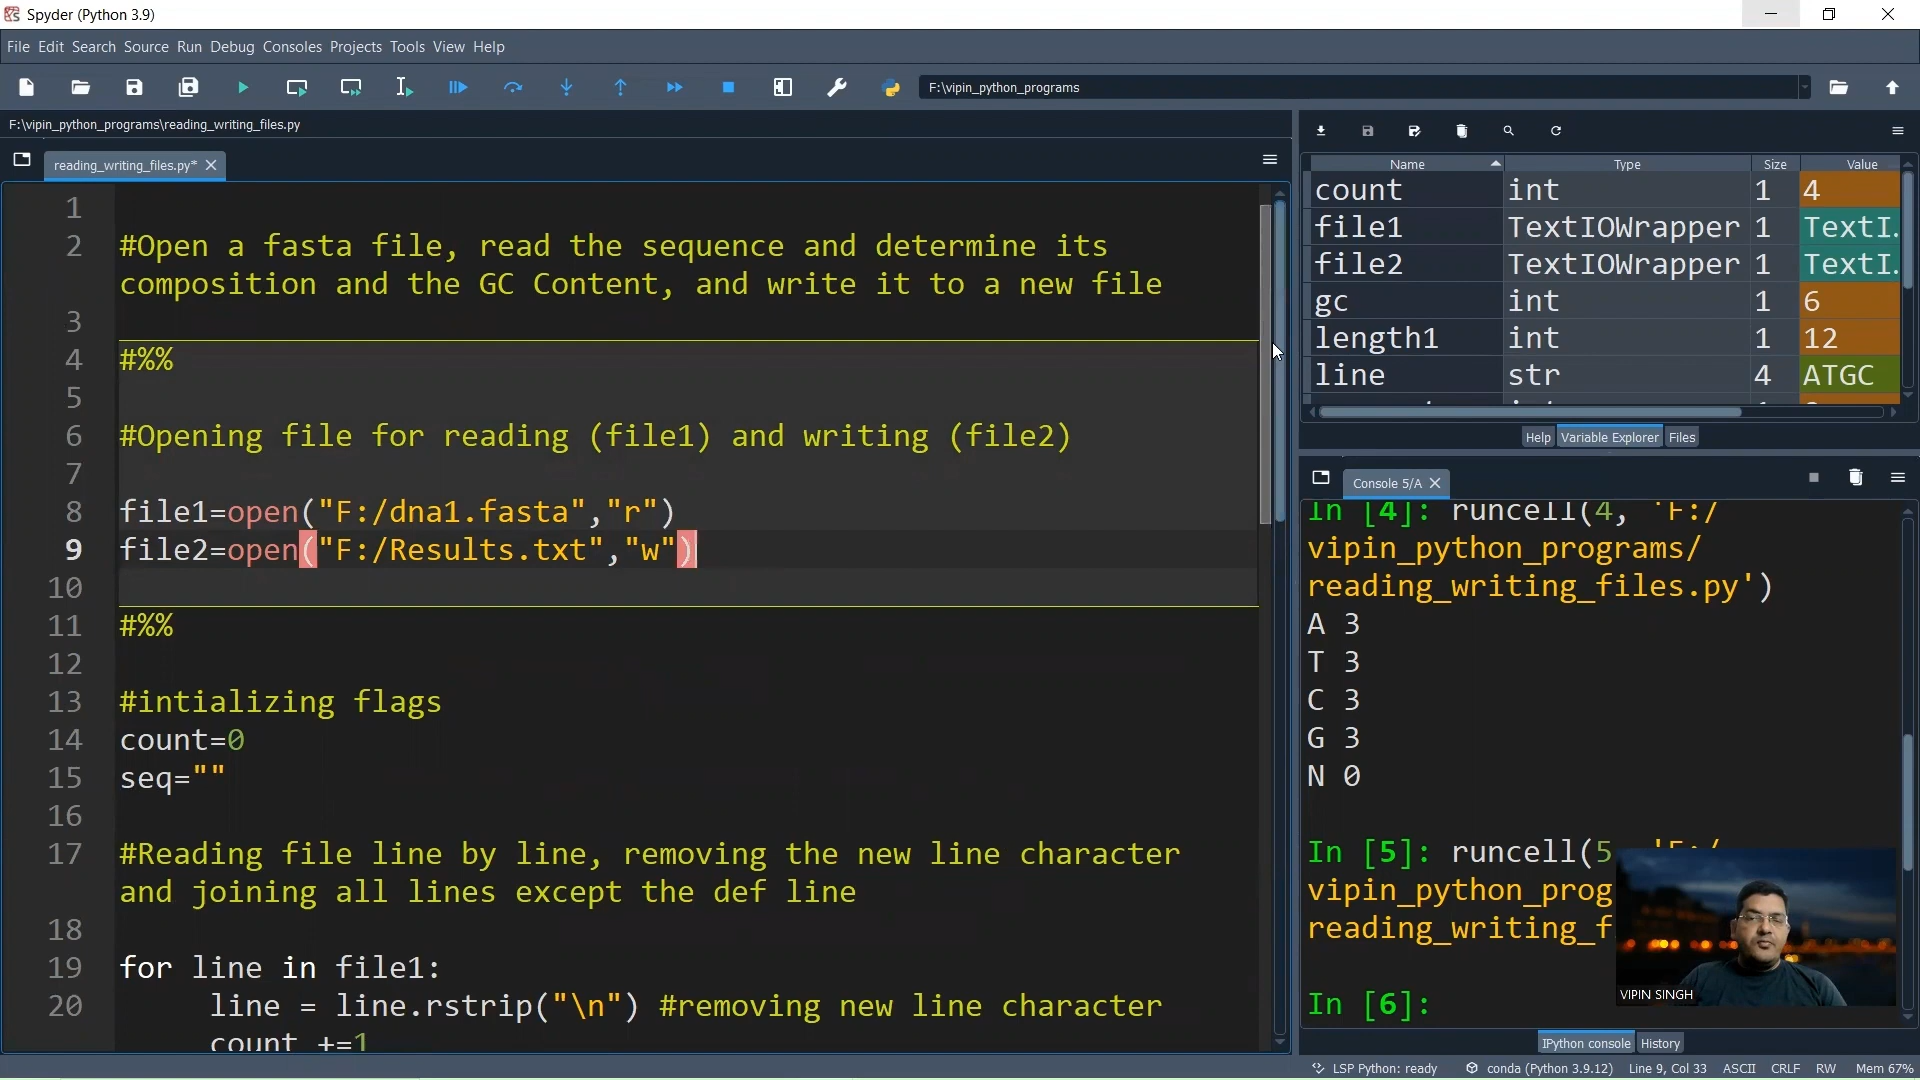 Spyder (Python 3.9)
File Edit Search Source Run Debug Consoles Projects Tools View Help
F:\vipin_python_programs
F:\vipin_python_programs\reading_writing_files.py
reading_writing_files.py*
1
2 #Open a fasta file, read the sequence and determine its
composition and the GC Content, and write it to a new file
3
4 #%%
5
6 #Opening file for reading (file1) and writing (file2)
7
8 file1=open("F:/dna1.fasta","r")
9 file2=open("F:/Results.txt","w")
10
11 #%%
12
13 #intializing flags
14 count=0
15 seq=""
16
17 #Reading file line by line, removing the new line character
and joining all lines except the def line
18
19 for line in file1:
20 line = line.rstrip("\n") #removing new line character
count +=1
Name Type Size Value
count int 1 4
file1 TextIOWrapper 1 TextI.
file2 TextIOWrapper 1 TextI.
gc int 1 6
length1 int 1 12
line str 4 ATGC
Help Variable Explorer Files
Console 5/A
In [4]: runcell(4, 'F:/
vipin_python_programs/
reading_writing_files.py')
A 3
T 3
C 3
G 3
N 0
In [5]: runcell(5
vipin_python_prog
reading_writing_f
In [6]:
VIPIN SINGH
IPython console History
LSP Python: ready conda (Python 3.9.12) Line 9, Col 33 ASCII CRLF RW Mem 67%